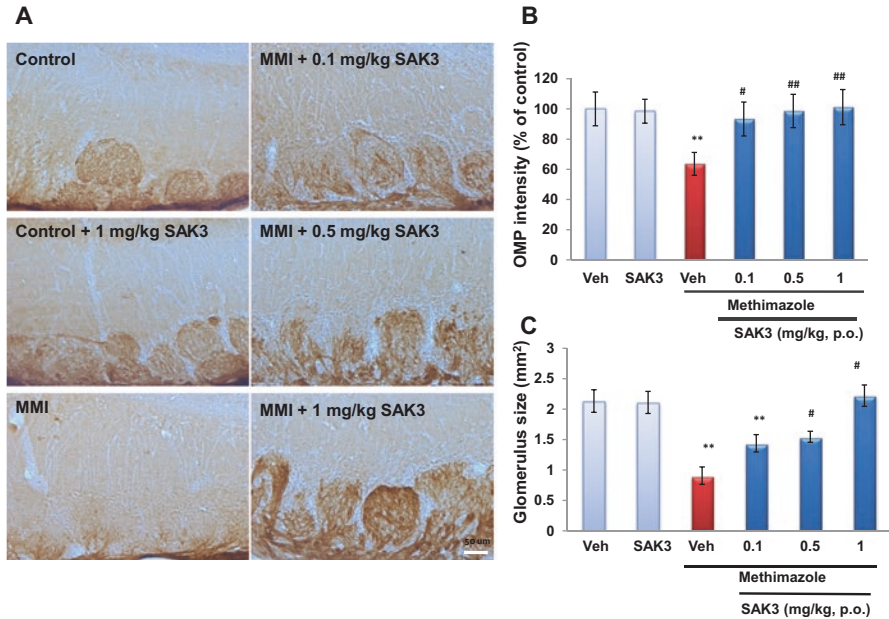 A
Control
MMI + 0.1 mg/kg SAK3
Control + 1 mg/kg SAK3
MMI + 0.5 mg/kg SAK3
MMI
MMI + 1 mg/kg SAK3
50 um
B
OMP intensity (% of control)
120
100
80
60
40
20
0
**
#
##
##
Veh SAK3 Veh 0.1 0.5 1
Methimazole
SAK3 (mg/kg, p.o.)
C
Glomerulus size (mm²)
3
2.5
2
1.5
1
0.5
0
**
**
#
#
Veh SAK3 Veh 0.1 0.5 1
Methimazole
SAK3 (mg/kg, p.o.)